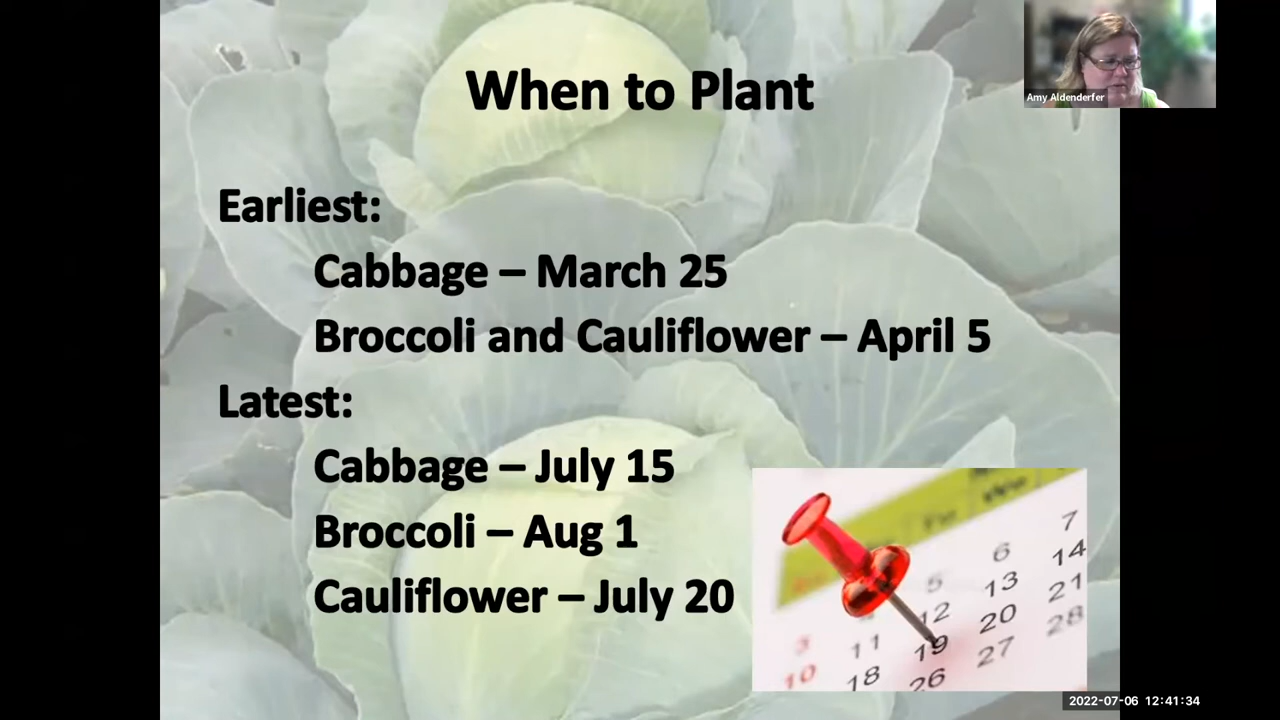 When to Plant
Amy Aldenderfer
Earliest:
Cabbage – March 25
Broccoli and Cauliflower – April 5
Latest:
Cabbage – July 15
Broccoli – Aug 1
Cauliflower – July 20
7
6 14
5 13 21
12 20 28
3 11 19 27
10 18 26
2022-07-06 12:41:34